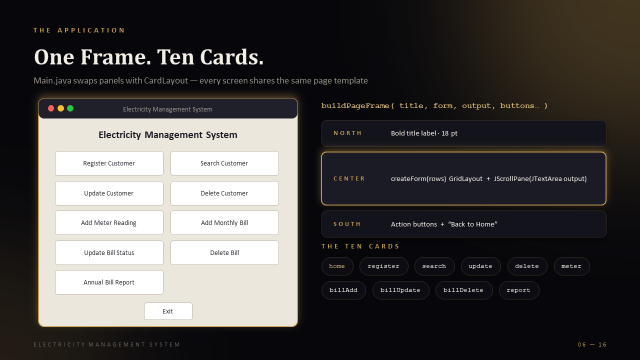 THE APPLICATION
One Frame. Ten Cards.
Main.java swaps panels with CardLayout — every screen shares the same page template
Electricity Management System
Electricity Management System
Register Customer
Search Customer
Update Customer
Delete Customer
Add Meter Reading
Add Monthly Bill
Update Bill Status
Delete Bill
Annual Bill Report
Exit
buildPageFrame( title, form, output, buttons… )
NORTH Bold title label · 18 pt
CENTER createForm(rows) GridLayout + JScrollPane(JTextArea output)
SOUTH Action buttons + "Back to Home"
THE TEN CARDS
home register search update delete meter
billAdd billUpdate billDelete report
ELECTRICITY MANAGEMENT SYSTEM
06 — 16